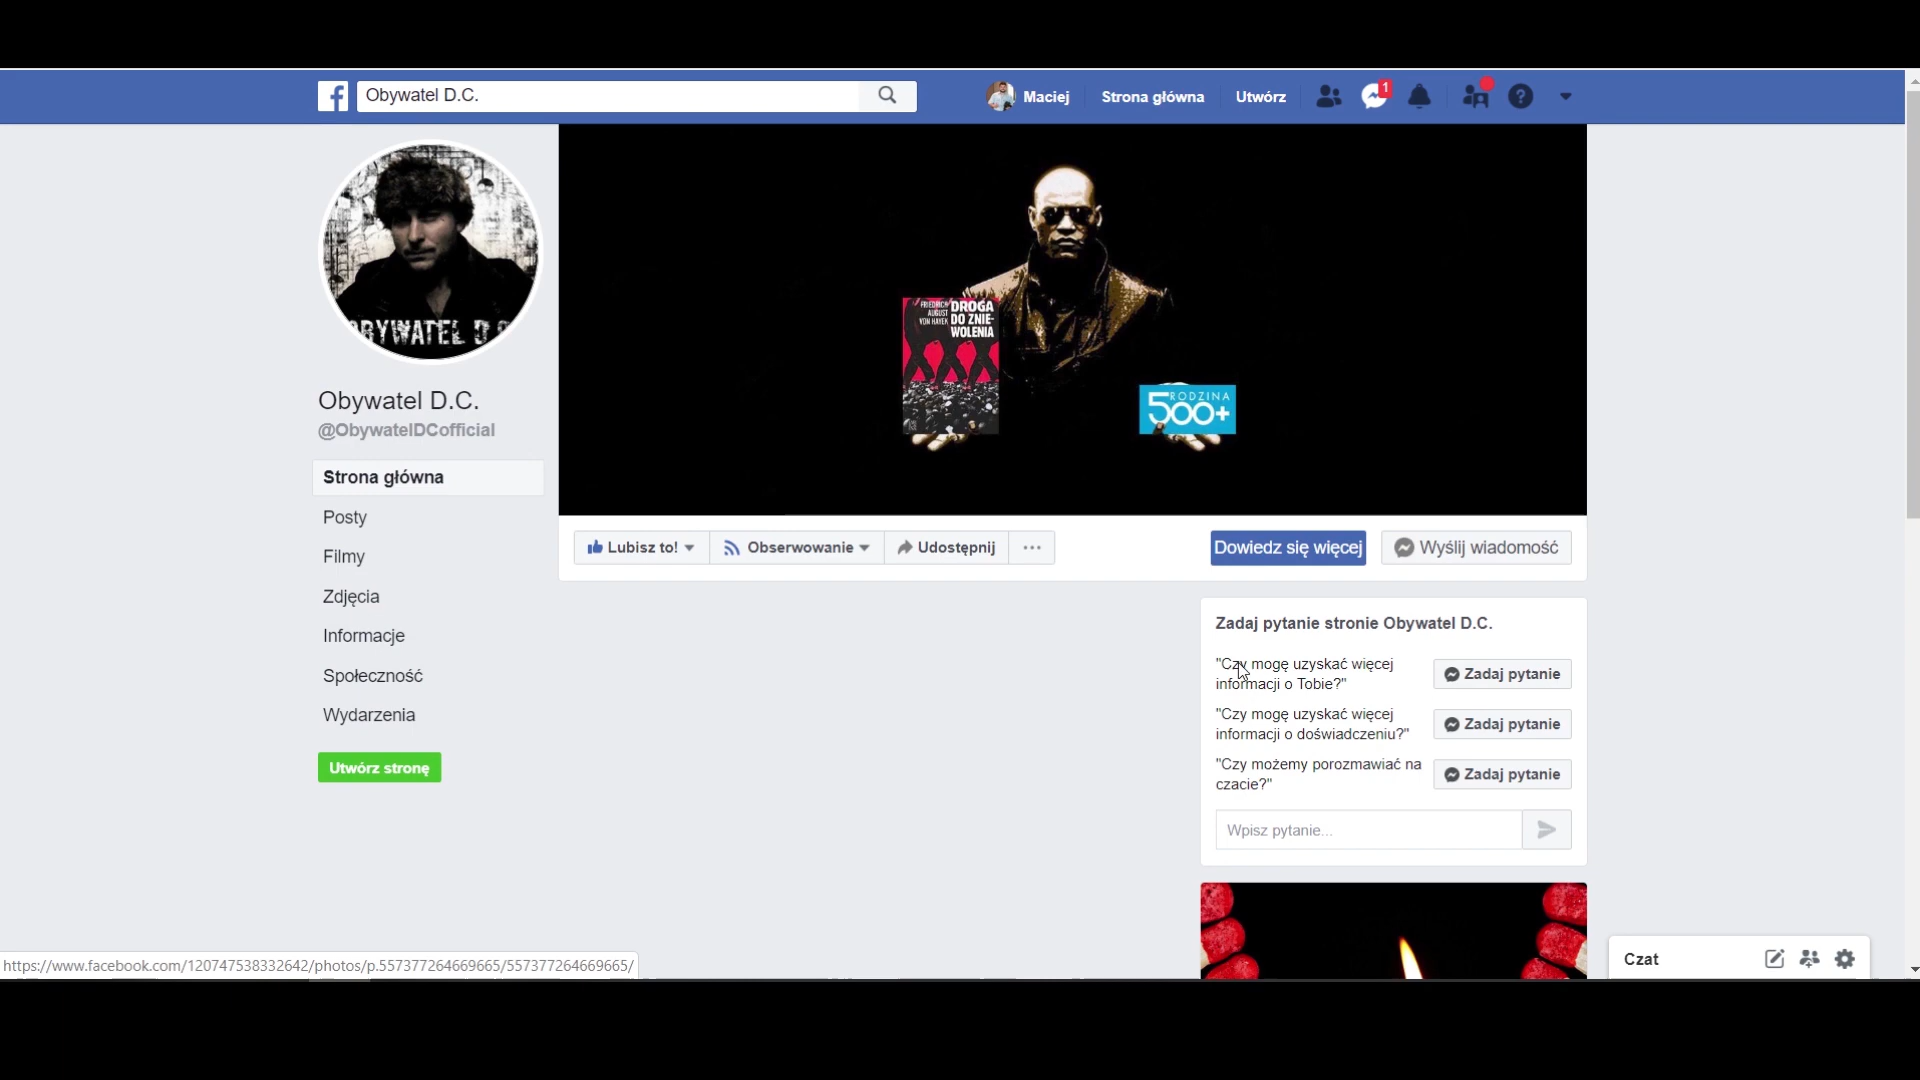 Obywatel D.C.
Maciej
Strona główna
Utwórz
1
OBYWATEL D.C
FRIEDRICH AUGUST VON HAYEK
DROGA DO ZNIE-WOLENIA
RODZINA
500+
Obywatel D.C.
@ObywatelDCofficial
Strona główna
Posty
Filmy
Zdjęcia
Informacje
Społeczność
Wydarzenia
Utwórz stronę
Lubisz to!
Obserwowanie
Udostępnij
Dowiedz się więcej
Wyślij wiadomość
Zadaj pytanie stronie Obywatel D.C.
"Czy mogę uzyskać więcej
informacji o Tobie?"
Zadaj pytanie
"Czy mogę uzyskać więcej
informacji o doświadczeniu?"
Zadaj pytanie
"Czy możemy porozmawiać na
czacie?"
Zadaj pytanie
Wpisz pytanie...
Czat
https://www.facebook.com/120747538332642/photos/p.557377264669665/557377264669665/